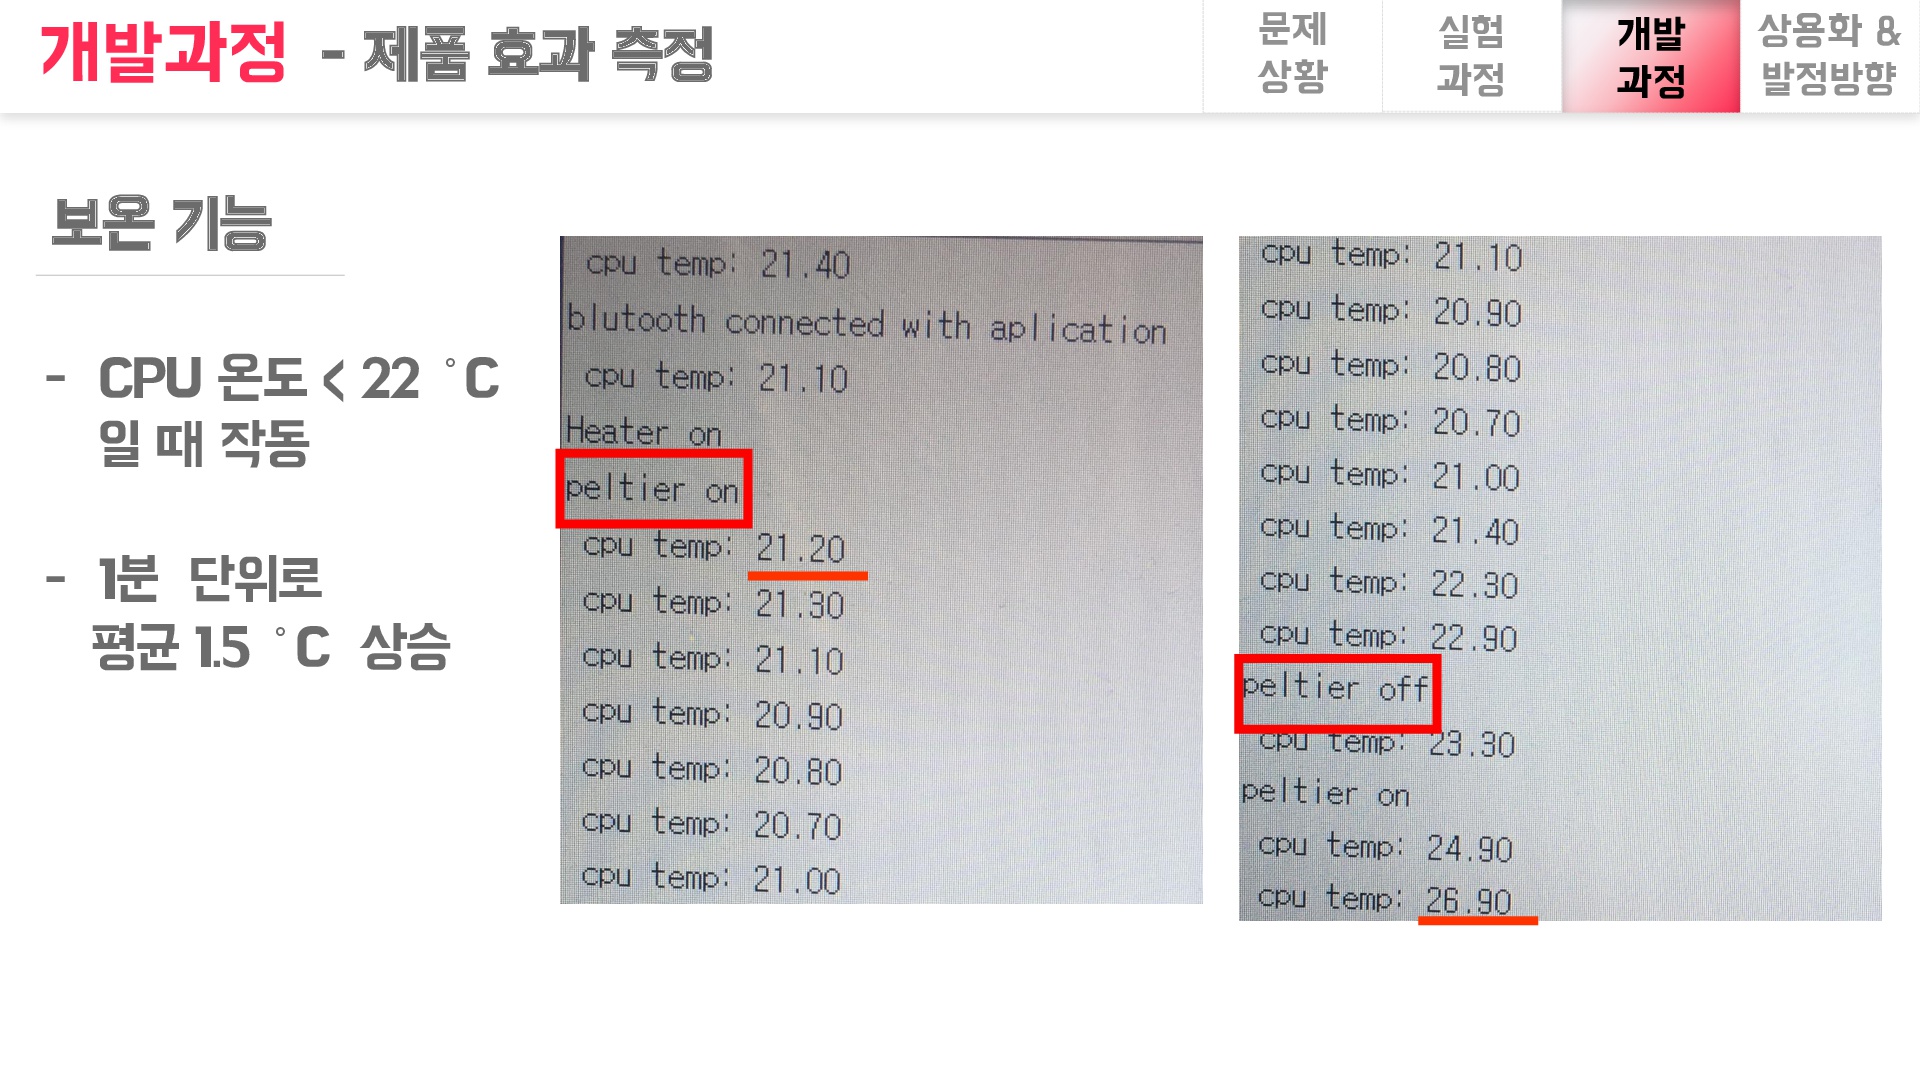 개발과정 - 제품 효과 측정
문제
상황
실험
과정
개발
과정
상용화 &
발정방향
보온 기능
- CPU 온도 < 22 °C
일 때 작동
- 1분 단위로
평균 1.5 °C 상승
cpu temp: 21.40
blutooth connected with aplication
cpu temp: 21.10
Heater on
peltier on
cpu temp: 21.20
cpu temp: 21.30
cpu temp: 21.10
cpu temp: 20.90
cpu temp: 20.80
cpu temp: 20.70
cpu temp: 21.00
cpu temp: 21.10
cpu temp: 20.90
cpu temp: 20.80
cpu temp: 20.70
cpu temp: 21.00
cpu temp: 21.40
cpu temp: 22.30
cpu temp: 22.90
peltier off
cpu temp: 23.30
peltier on
cpu temp: 24.90
cpu temp: 26.90